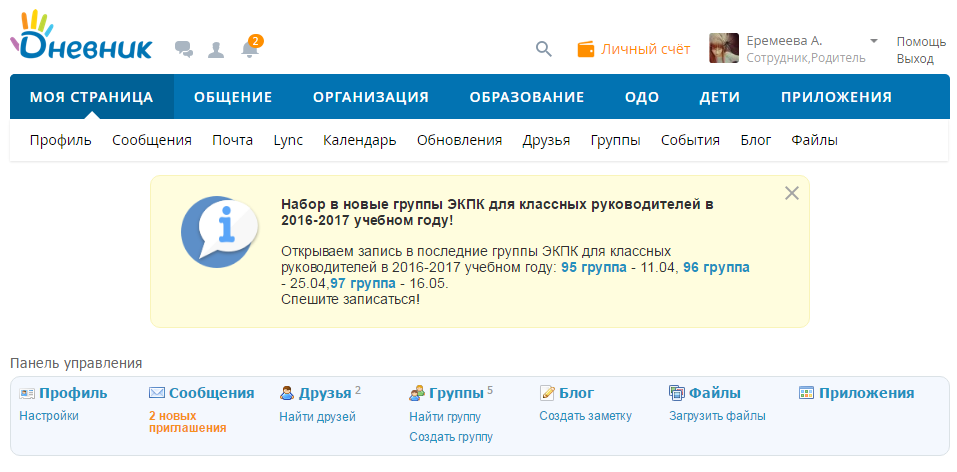 Дневник
2
Личный счёт
Еремеева А.
Сотрудник,Родитель
Помощь
Выход
МОЯ СТРАНИЦА ОБЩЕНИЕ ОРГАНИЗАЦИЯ ОБРАЗОВАНИЕ ОДО ДЕТИ ПРИЛОЖЕНИЯ
Профиль Сообщения Почта Lync Календарь Обновления Друзья Группы События Блог Файлы
Набор в новые группы ЭКПК для классных руководителей в
2016-2017 учебном году!
Открываем запись в последние группы ЭКПК для классных
руководителей в 2016-2017 учебном году: 95 группа - 11.04, 96 группа
- 25.04,97 группа - 16.05.
Спешите записаться!
Панель управления
Профиль Сообщения Друзья 2 Группы 5 Блог Файлы Приложения
Настройки 2 новых Найти друзей Найти группу Создать заметку Загрузить файлы
приглашения Создать группу